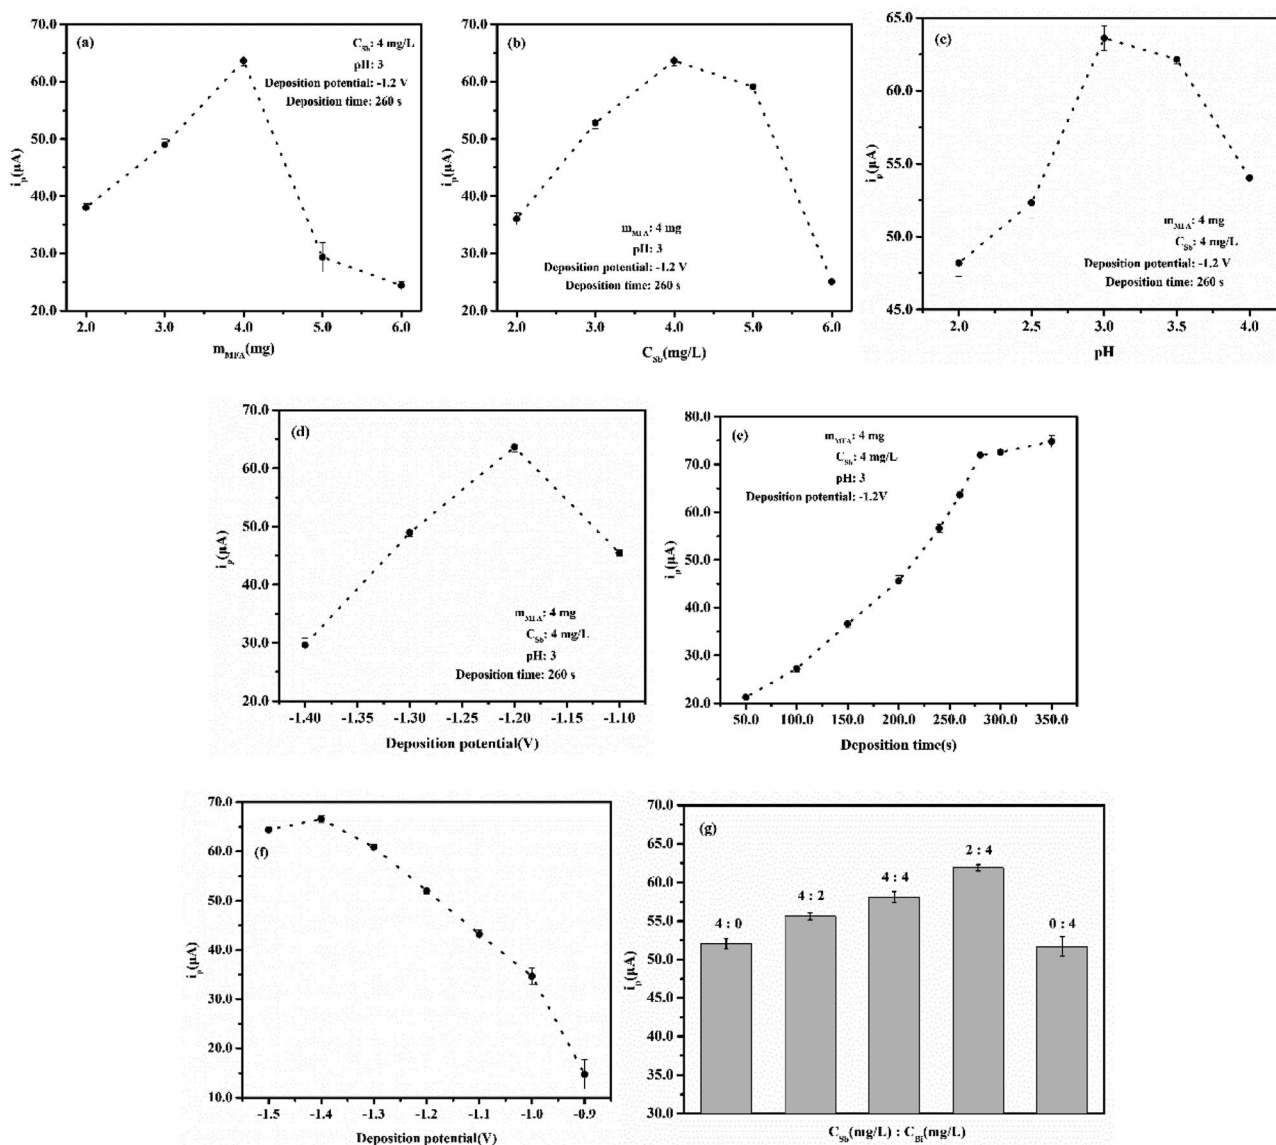 (a)
C_Sb: 4 mg/L
pH: 3
Deposition potential: -1.2 V
Deposition time: 260 s
70.0
60.0
50.0
40.0
30.0
20.0
i_p(μA)
2.0 3.0 4.0 5.0 6.0
m_MFA(mg)
(b)
m_MFA: 4 mg
pH: 3
Deposition potential: -1.2 V
Deposition time: 260 s
70.0
60.0
50.0
40.0
30.0
20.0
i_p(μA)
2.0 3.0 4.0 5.0 6.0
C_Sb(mg/L)
(c)
m_MFA: 4 mg
C_Sb: 4 mg/L
Deposition potential: -1.2 V
Deposition time: 260 s
65.0
60.0
55.0
50.0
45.0
i_p(μA)
2.0 2.5 3.0 3.5 4.0
pH
(d)
m_MFA: 4 mg
C_Sb: 4 mg/L
pH: 3
Deposition time: 260 s
70.0
60.0
50.0
40.0
30.0
20.0
i_p(μA)
-1.40 -1.35 -1.30 -1.25 -1.20 -1.15 -1.10
Deposition potential(V)
(e)
m_MFA: 4 mg
C_Sb: 4 mg/L
pH: 3
Deposition potential: -1.2V
80.0
70.0
60.0
50.0
40.0
30.0
20.0
i_p(μA)
50.0 100.0 150.0 200.0 250.0 300.0 350.0
Deposition time(s)
(f)
70.0
60.0
50.0
40.0
30.0
20.0
10.0
i_p(μA)
-1.5 -1.4 -1.3 -1.2 -1.1 -1.0 -0.9
Deposition potential(V)
(g)
4 : 0
4 : 2
4 : 4
2 : 4
0 : 4
70.0
65.0
60.0
55.0
50.0
45.0
40.0
35.0
30.0
i_p(μA)
C_Sb(mg/L) : C_Bi(mg/L)